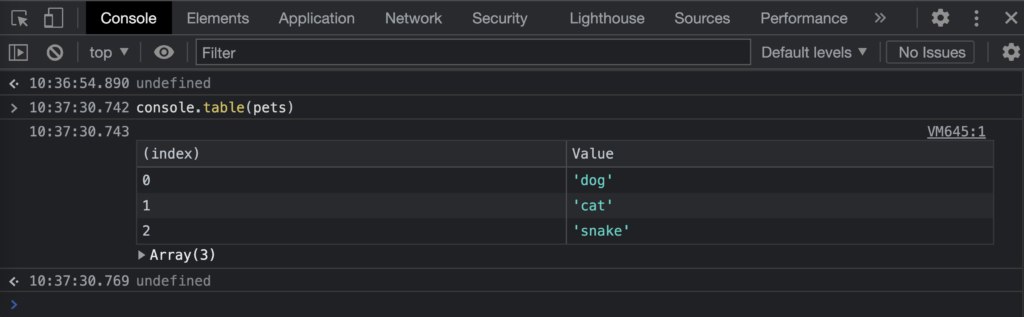 Console Elements Application Network Security Lighthouse Sources Performance »
top ▼ Filter Default levels ▼ No Issues
10:36:54.890 undefined
> 10:37:30.742 console.table(pets)
10:37:30.743 VM645:1
(index) Value
0 'dog'
1 'cat'
2 'snake'
▶ Array(3)
10:37:30.769 undefined
>